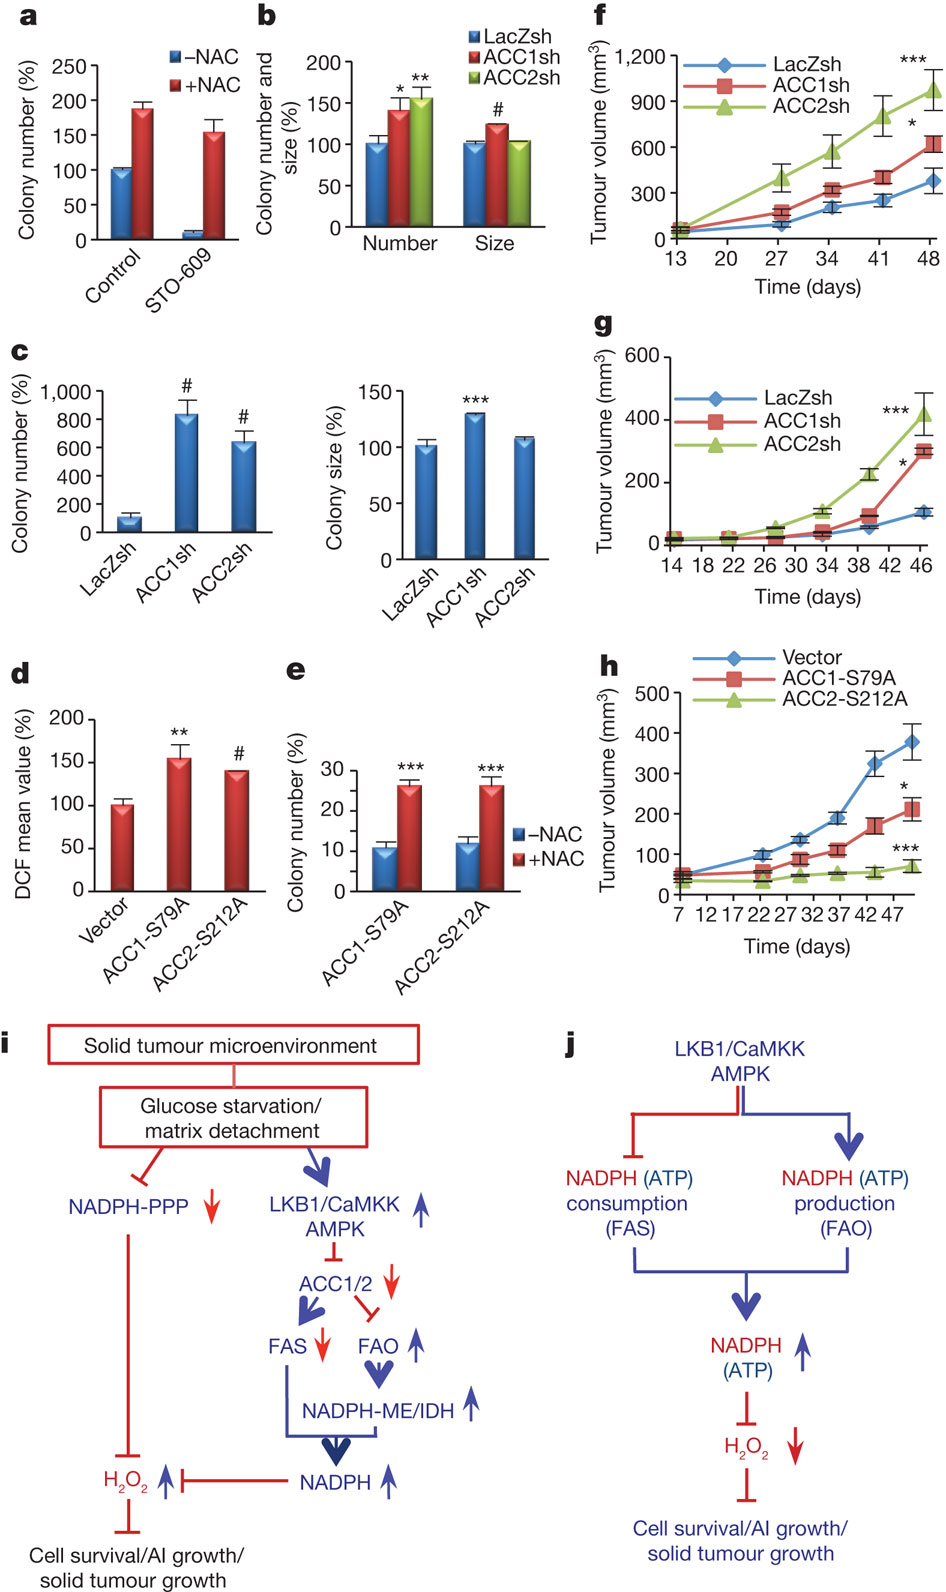 a
–NAC
+NAC
Colony number (%)
250
200
150
100
50
0
Control
STO-609
b
LacZsh
ACC1sh
ACC2sh
Colony number and
size (%)
200
150
100
50
0
*
**
#
Number
Size
c
Colony number (%)
1,000
800
600
400
200
0
#
#
LacZsh
ACC1sh
ACC2sh
Colony size (%)
150
100
50
0
***
LacZsh
ACC1sh
ACC2sh
d
DCF mean value (%)
200
150
100
50
0
**
#
Vector
ACC1-S79A
ACC2-S212A
e
Colony number (%)
30
20
10
0
***
***
–NAC
+NAC
ACC1-S79A
ACC2-S212A
f
Tumour volume (mm³)
1,200
900
600
300
0
LacZsh
ACC1sh
ACC2sh
***
*
13 20 27 34 41 48
Time (days)
g
Tumour volume (mm³)
600
400
200
0
LacZsh
ACC1sh
ACC2sh
***
*
14 18 22 26 30 34 38 42 46
Time (days)
h
Vector
ACC1-S79A
ACC2-S212A
Tumour volume (mm³)
500
400
300
200
100
0
*
***
7 12 17 22 27 32 37 42 47
Time (days)
i
Solid tumour microenvironment
Glucose starvation/
matrix detachment
NADPH-PPP
LKB1/CaMKK
AMPK
ACC1/2
FAS
FAO
NADPH-ME/IDH
H₂O₂
NADPH
Cell survival/AI growth/
solid tumour growth
j
LKB1/CaMKK
AMPK
NADPH (ATP)
consumption
(FAS)
NADPH (ATP)
production
(FAO)
NADPH
(ATP)
H₂O₂
Cell survival/AI growth/
solid tumour growth